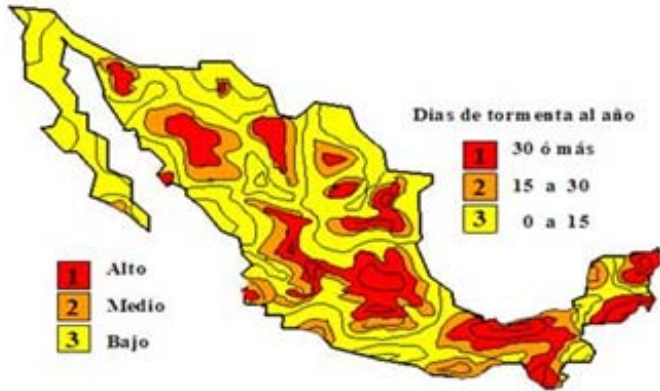 Días de tormenta al año
1 30 ó más
2 15 a 30
3 0 a 15
1 Alto
2 Medio
3 Bajo